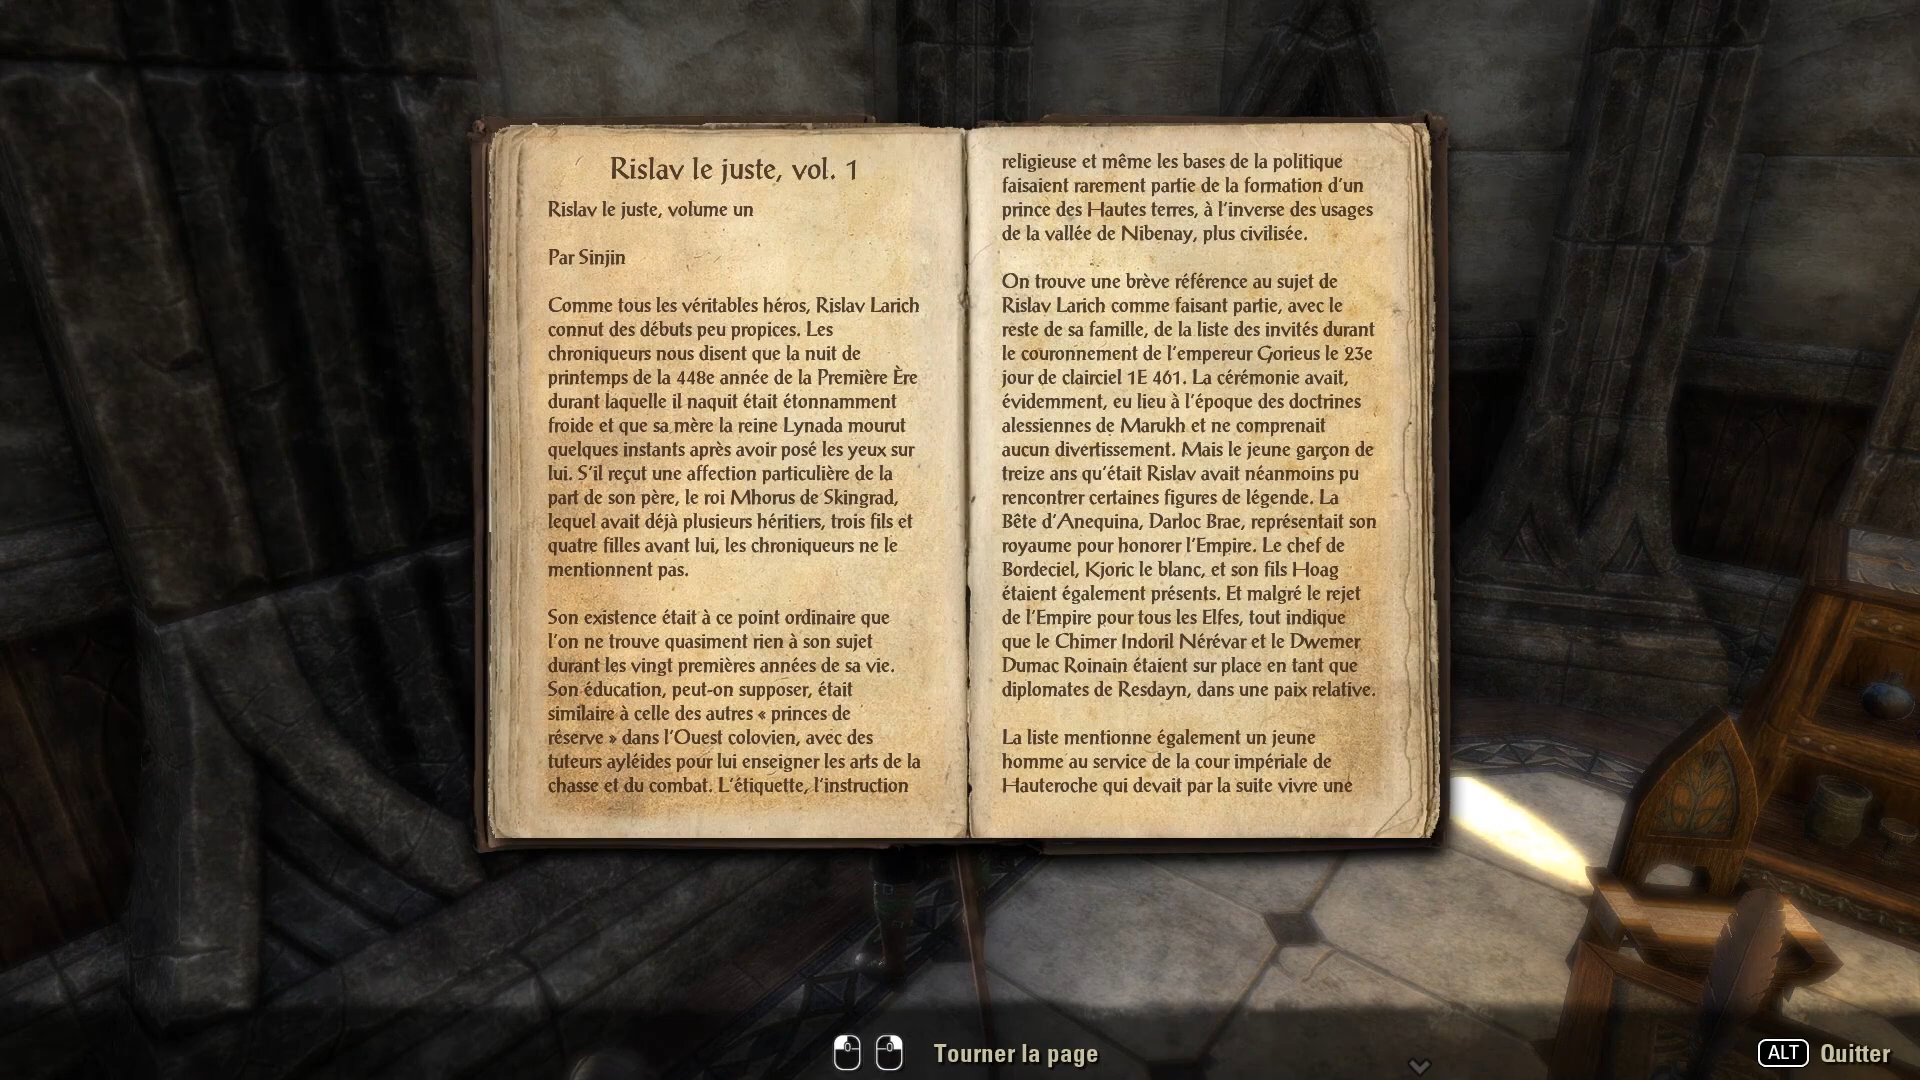 Rislav le juste, vol. 1
Rislav le juste, volume un
Par Sinjin
Comme tous les véritables héros, Rislav Larich
connut des débuts peu propices. Les
chroniqueurs nous disent que la nuit de
printemps de la 448e année de la Première Ère
durant laquelle il naquit était étonnamment
froide et que sa mère la reine Lynada mourut
quelques instants après avoir posé les yeux sur
lui. S'il reçut une affection particulière de la
part de son père, le roi Mhorus de Skingrad,
lequel avait déjà plusieurs héritiers, trois fils et
quatre filles avant lui, les chroniqueurs ne le
mentionnent pas.
Son existence était à ce point ordinaire que
l'on ne trouve quasiment rien à son sujet
durant les vingt premières années de sa vie.
Son éducation, peut-on supposer, était
similaire à celle des autres « princes de
réserve » dans l'Ouest colovien, avec des
tuteurs ayléides pour lui enseigner les arts de la
chasse et du combat. L'étiquette, l'instruction
religieuse et même les bases de la politique
faisaient rarement partie de la formation d'un
prince des Hautes terres, à l'inverse des usages
de la vallée de Nibenay, plus civilisée.
On trouve une brève référence au sujet de
Rislav Larich comme faisant partie, avec le
reste de sa famille, de la liste des invités durant
le couronnement de l'empereur Gorieus le 23e
jour de clairciel 1E 461. La cérémonie avait,
évidemment, eu lieu à l'époque des doctrines
alessiennes de Marukh et ne comprenait
aucun divertissement. Mais le jeune garçon de
treize ans qu'était Rislav avait néanmoins pu
rencontrer certaines figures de légende. La
Bête d'Anequina, Darloc Brae, représentait son
royaume pour honorer l'Empire. Le chef de
Bordeciel, Kjoric le blanc, et son fils Hoag
étaient également présents. Et malgré le rejet
de l'Empire pour tous les Elfes, tout indique
que le Chimer Indoril Nérévar et le Dwemer
Dumac Roinain étaient sur place en tant que
diplomates de Resdayn, dans une paix relative.
La liste mentionne également un jeune
homme au service de la cour impériale de
Hauteroche qui devait par la suite vivre une
Tourner la page
ALT Quitter